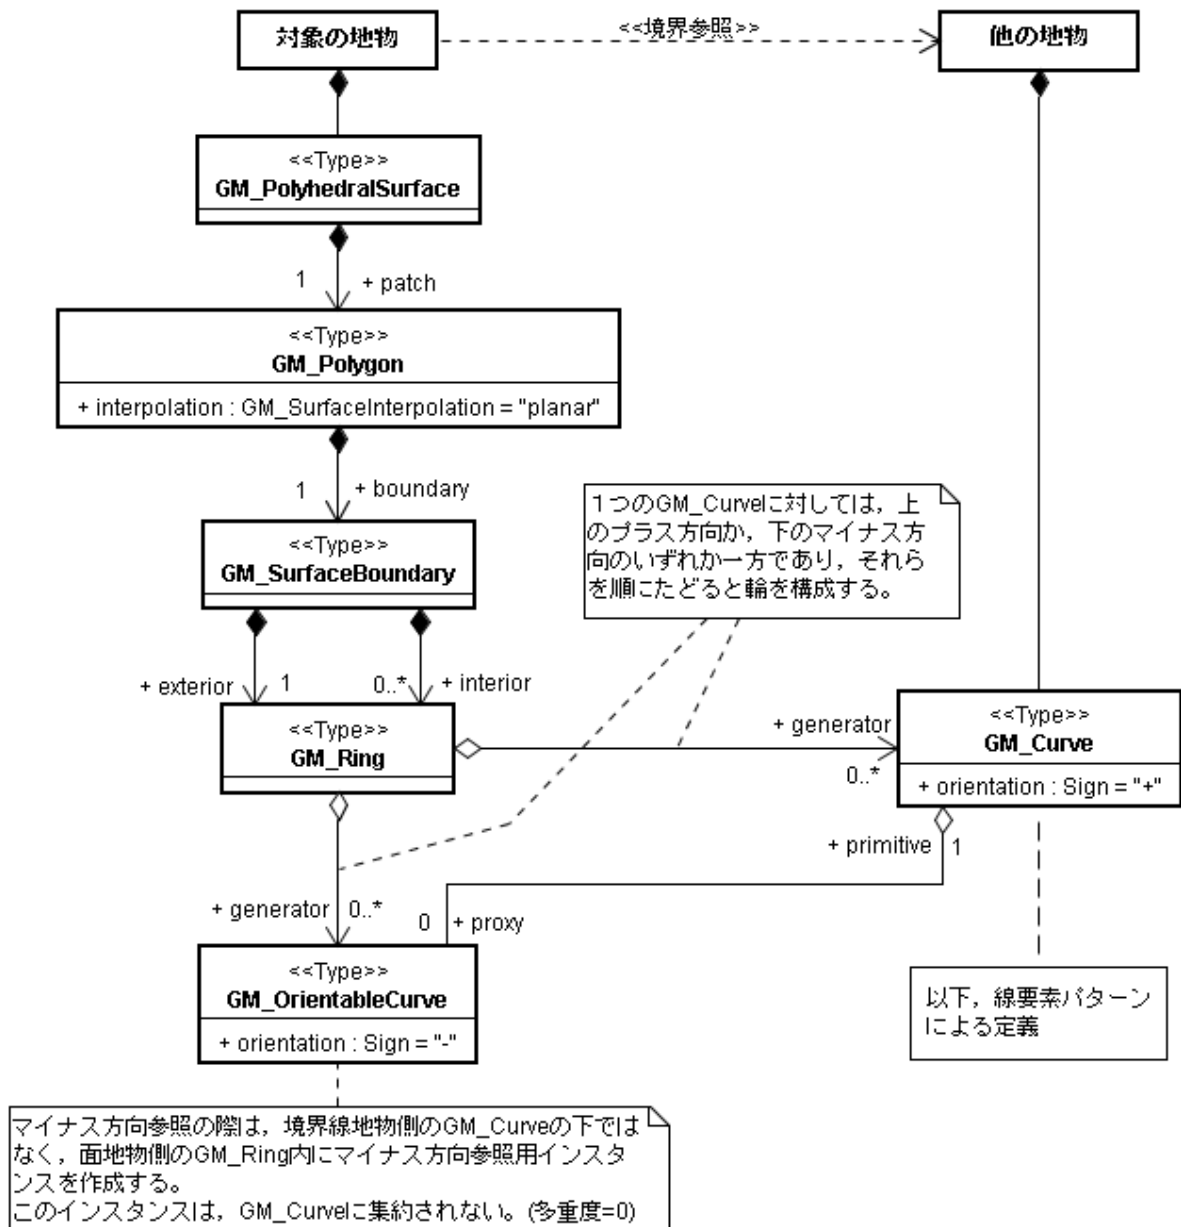 対象の地物
<<境界参照>>
他の地物
<<Type>>
GM_PolyhedralSurface
1
+ patch
<<Type>>
GM_Polygon
+ interpolation : GM_SurfaceInterpolation = "planar"
1
+ boundary
<<Type>>
GM_SurfaceBoundary
１つのGM_Curveに対しては，上
のプラス方向か，下のマイナス方
向のいずれか一方であり，それら
を順にたどると輪を構成する。
+ exterior
1
0..*
+ interior
<<Type>>
GM_Ring
+ generator
0..*
<<Type>>
GM_Curve
+ orientation : Sign = "+"
+ primitive
1
+ generator
0..*
0
+ proxy
<<Type>>
GM_OrientableCurve
+ orientation : Sign = "-"
以下，線要素パターン
による定義
マイナス方向参照の際は，境界線地物側のGM_Curveの下では
なく，面地物側のGM_Ring内にマイナス方向参照用インスタ
ンスを作成する。
このインスタンスは，GM_Curveに集約されない。(多重度=0)